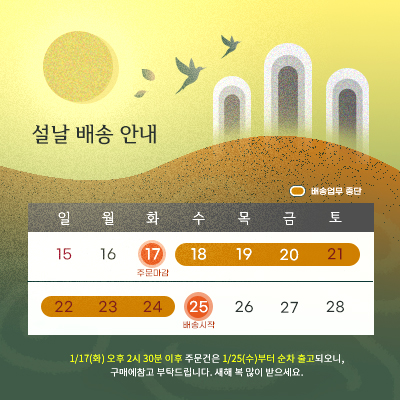 설날 배송 안내
배송업무 중단
일 월 화 수 목 금 토
15 16 17 18 19 20 21
주문마감
22 23 24 25 26 27 28
배송시작
1/17(화) 오후 2시 30분 이후 주문건은 1/25(수)부터 순차 출고되오니,
구매에참고 부탁드립니다. 새해 복 많이 받으세요.